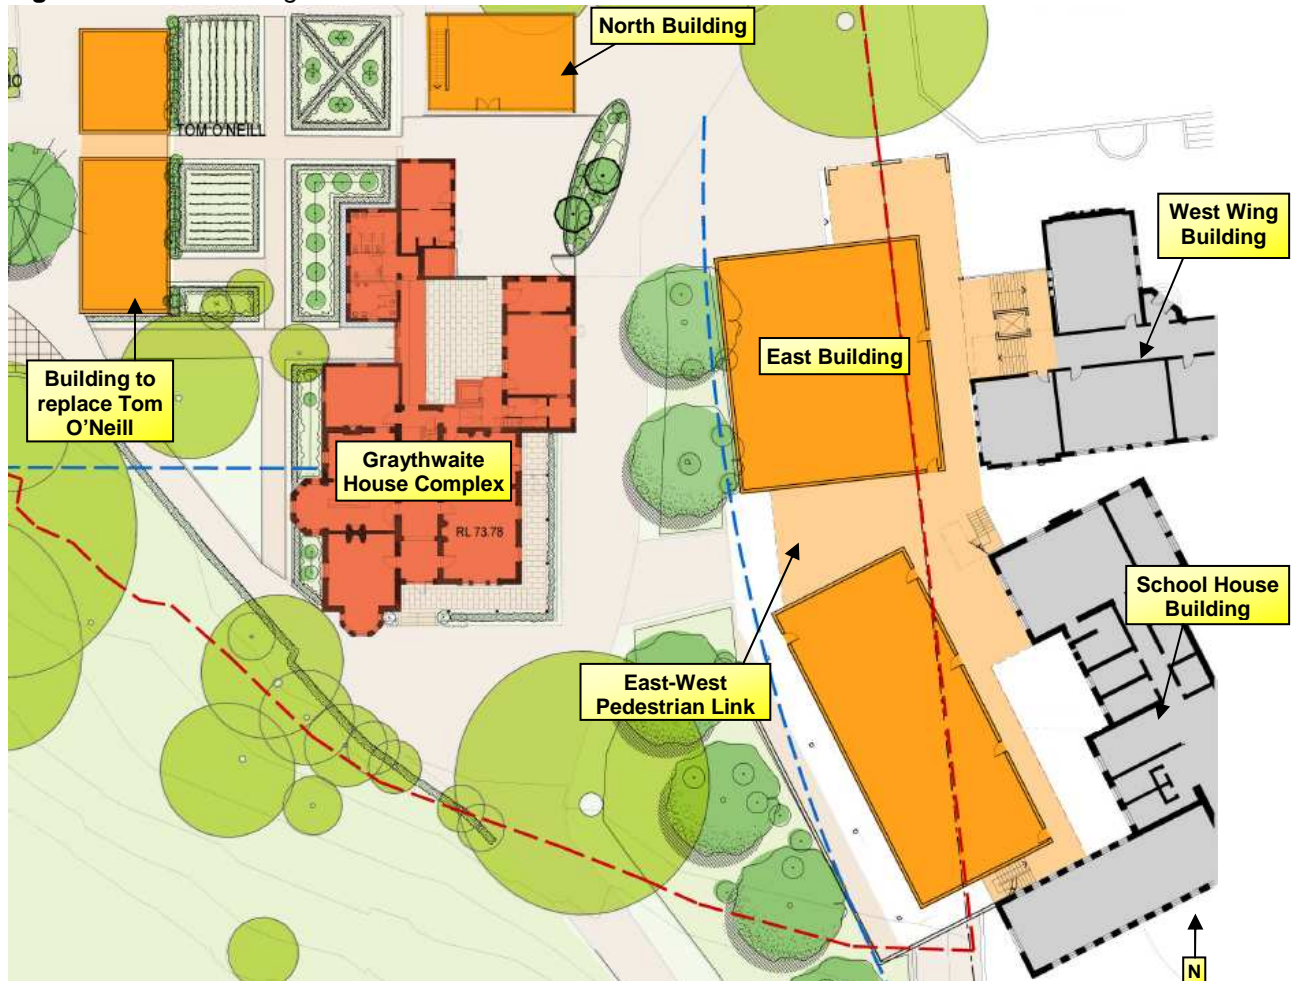 North Building
TOM O'NEILL
West Wing
Building
East Building
Building to
replace Tom
O'Neill
Graythwaite
House Complex
RL 73.78
School House
Building
East-West
Pedestrian Link
N